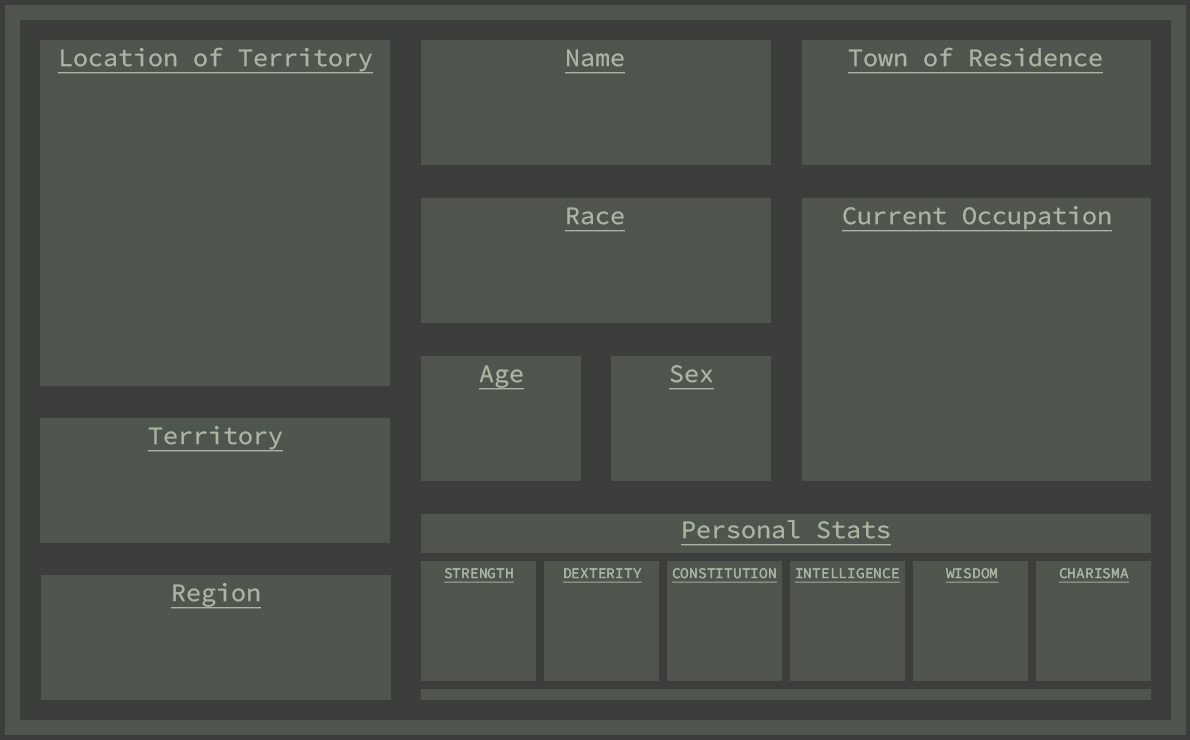 Location of Territory
Name
Town of Residence
Race
Current Occupation
Age
Sex
Territory
Personal Stats
STRENGTH
DEXTERITY
CONSTITUTION
INTELLIGENCE
WISDOM
CHARISMA
Region